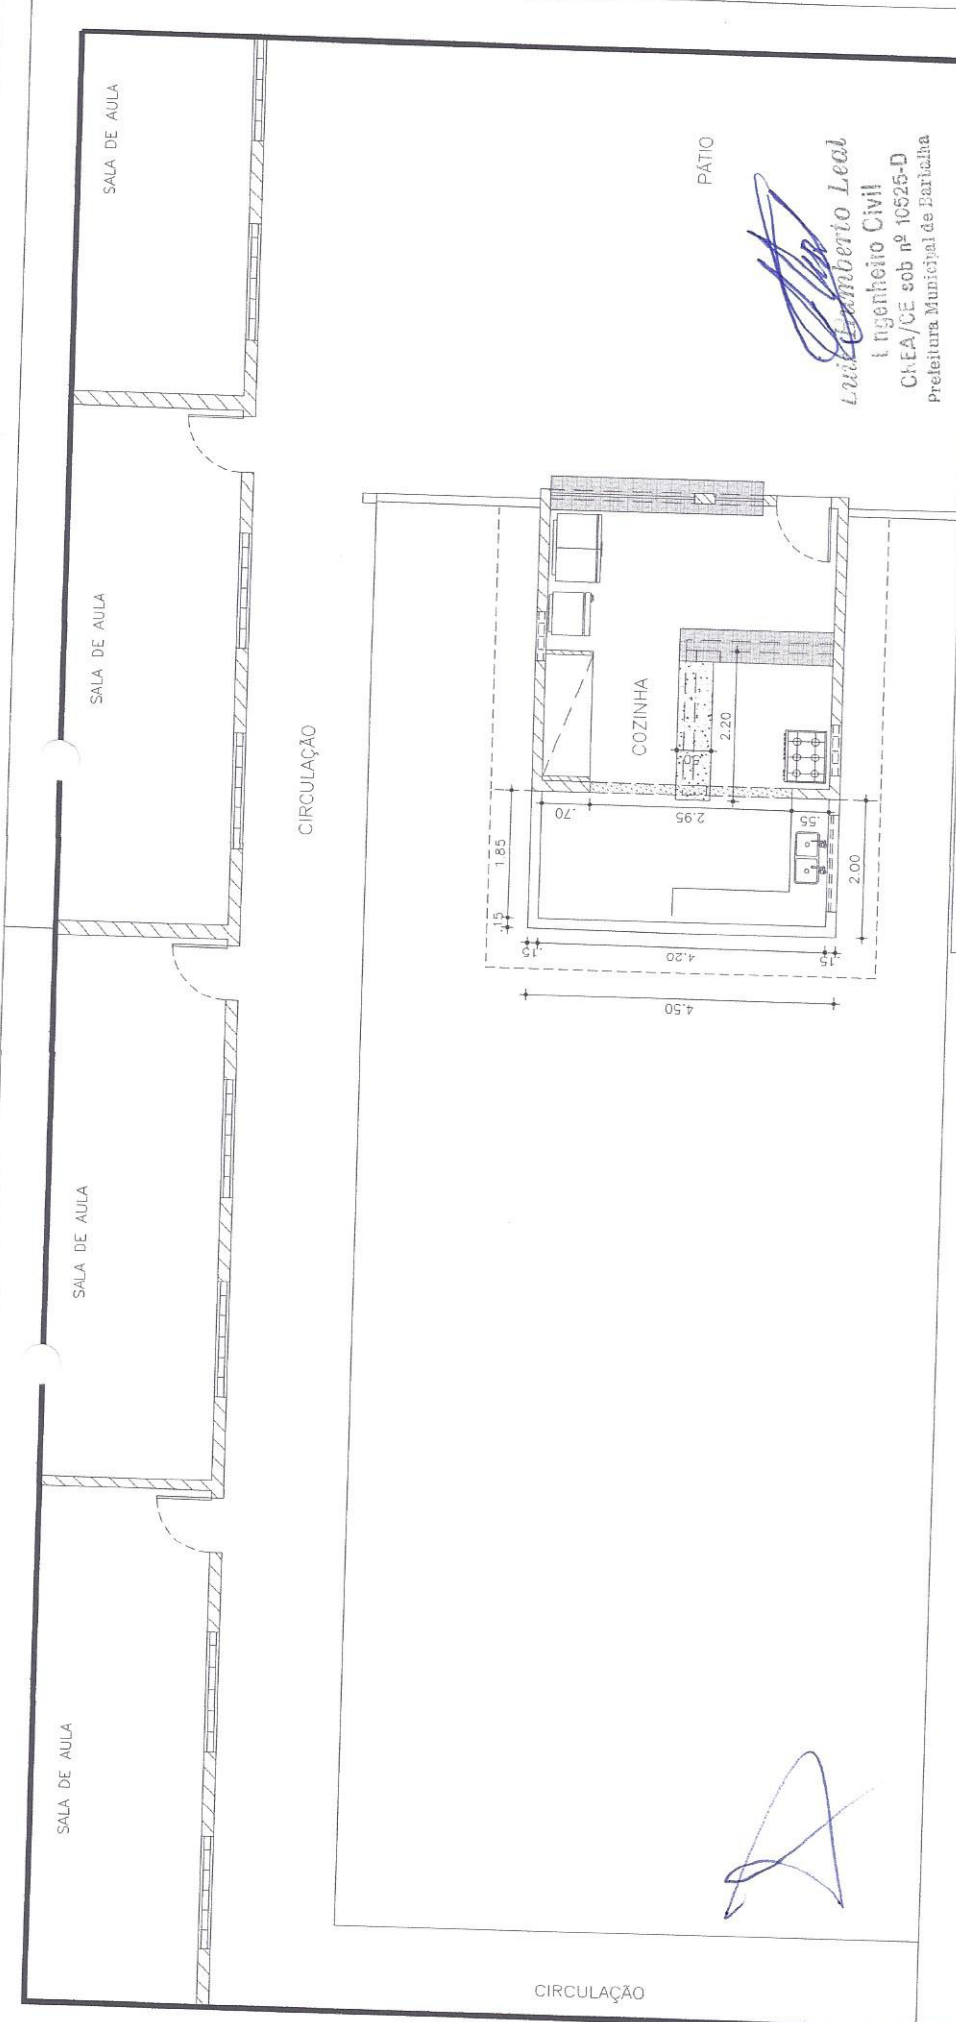 SALA DE AULA
SALA DE AULA
SALA DE AULA
SALA DE AULA
PÁTIO
CIRCULAÇÃO
COZINHA
2.20
.70
2.95
.55
1.85
.15
2.00
.15
4.20
.15
4.50
CIRCULAÇÃO
Humberto Leal
Engenheiro Civil
CREA/CE sob nº 10525-D
Prefeitura Municipal de Barbalha